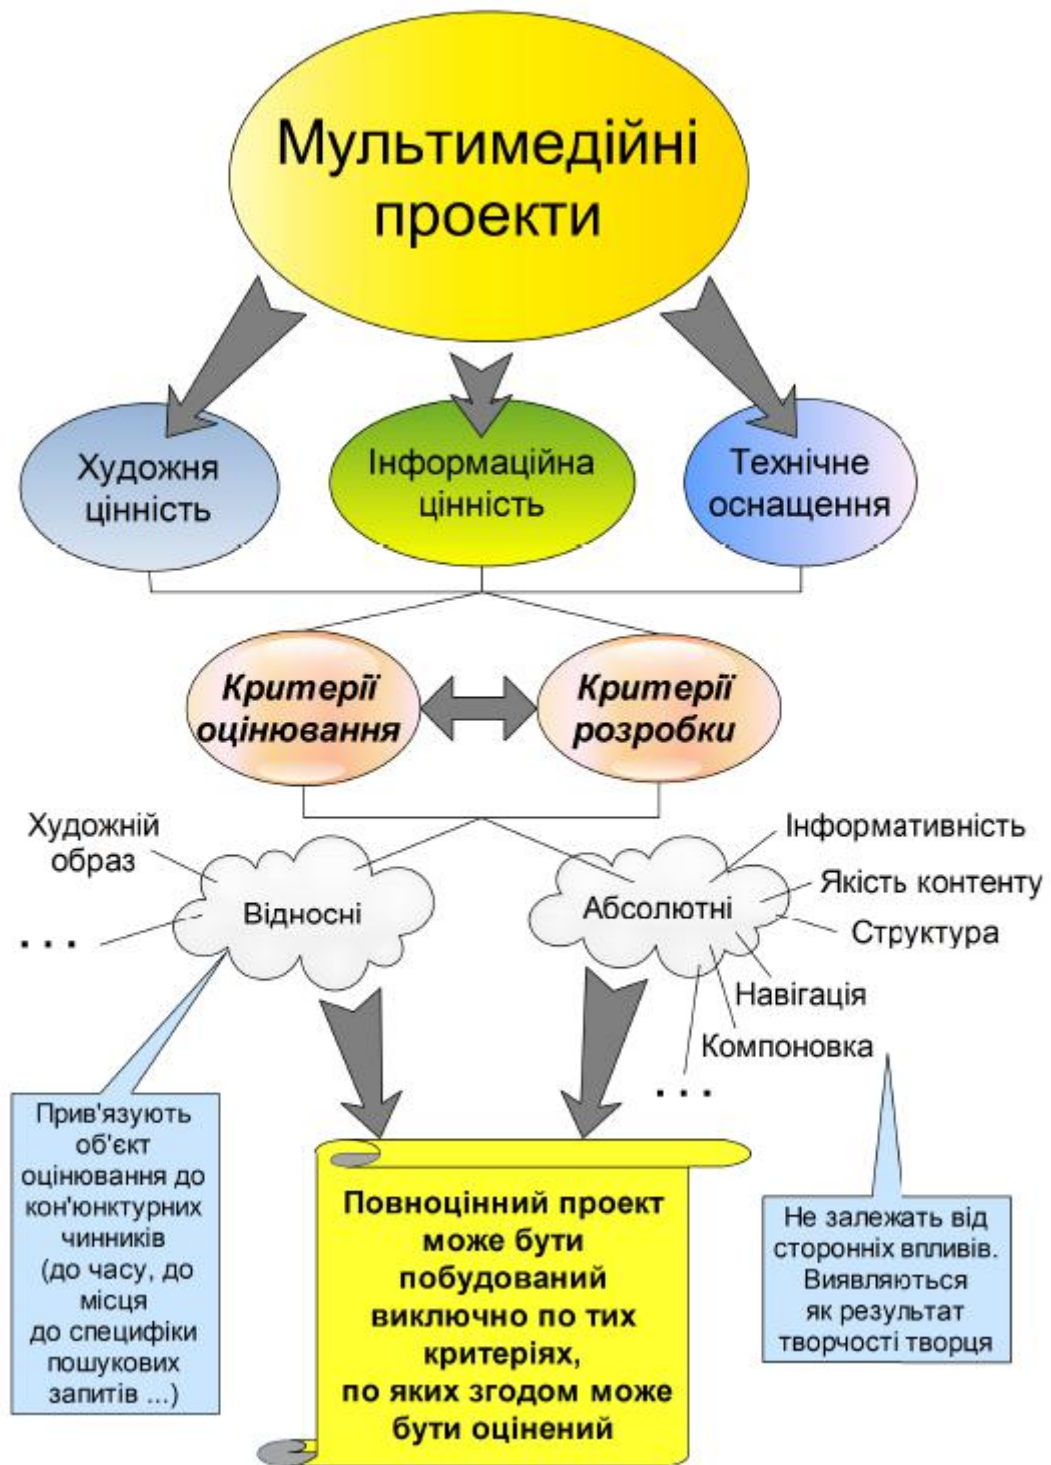 Мультимедійні
проекти
Художня
цінність
Інформаційна
цінність
Технічне
оснащення
Критерії
оцінювання
Критерії
розробки
Художній
образ
. . .
Відносні
Абсолютні
Інформативність
Якість контенту
Структура
Навігація
Компоновка
. . .
Прив'язують
об'єкт
оцінювання до
кон'юнктурних
чинників
(до часу, до
місця
до специфіки
пошукових
запитів ...)
Повноцінний проект
може бути
побудований
виключно по тих
критеріях,
по яких згодом може
бути оцінений
Не залежать від
сторонніх впливів.
Виявляються
як результат
творчості творця